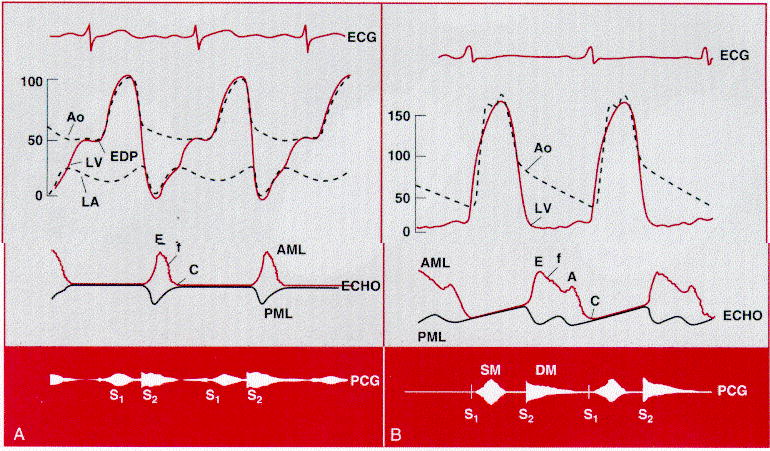 ECG
100
Ao
50
EDP
LV
0
LA
E
f
AML
C
ECHO
PML
PCG
S1 S2 S1 S2
A
ECG
150
Ao
100
50
LV
0
AML
E
f
A
C
ECHO
PML
SM DM
PCG
S1 S2 S1 S2
B